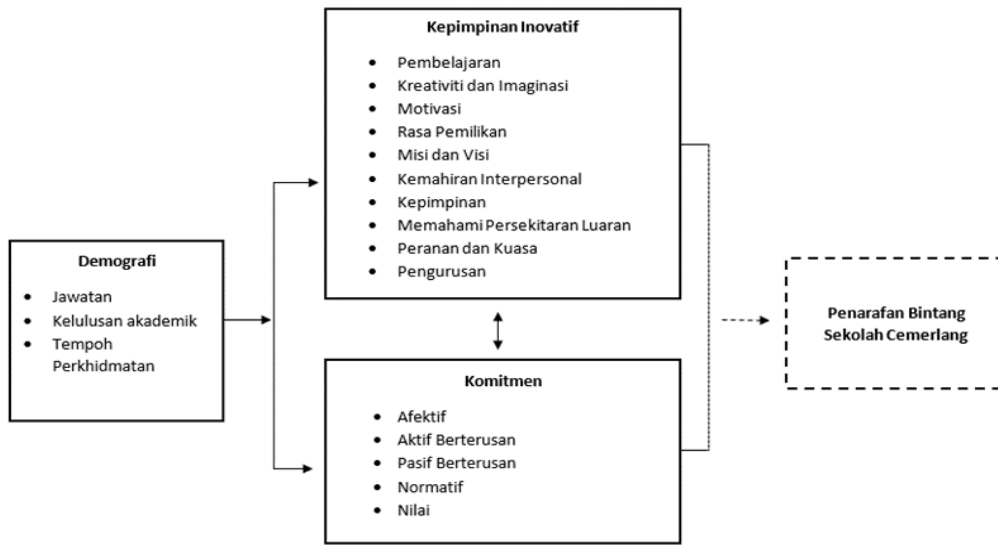 Kepimpinan Inovatif
• Pembelajaran
• Kreativiti dan Imaginasi
• Motivasi
• Rasa Pemilikan
• Misi dan Visi
• Kemahiran Interpersonal
• Kepimpinan
• Memahami Persekitaran Luaran
• Peranan dan Kuasa
• Pengurusan
Demografi
• Jawatan
• Kelulusan akademik
• Tempoh
Perkhidmatan
Komitmen
• Afektif
• Aktif Berterusan
• Pasif Berterusan
• Normatif
• Nilai
Penarafan Bintang
Sekolah Cemerlang